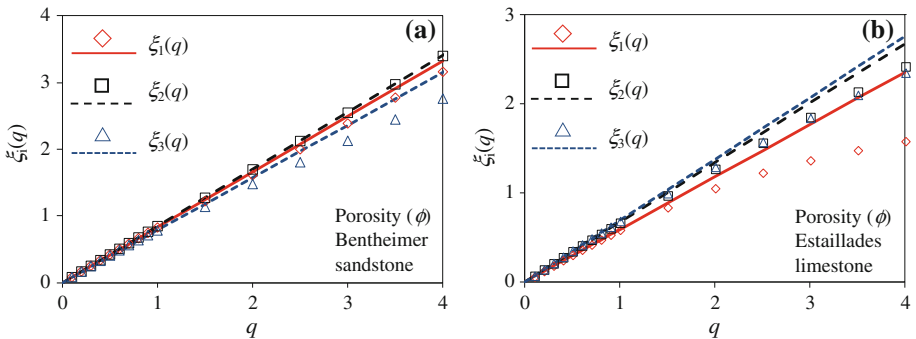 (a)
ξ1(q)
ξ2(q)
ξ3(q)
ξi(q)
4
3
2
1
0
0 1 2 3 4
q
Porosity (ϕ)
Bentheimer
sandstone
(b)
ξ1(q)
ξ2(q)
ξ3(q)
ξi(q)
3
2
1
0
0 1 2 3 4
q
Porosity (ϕ)
Estaillades
limestone